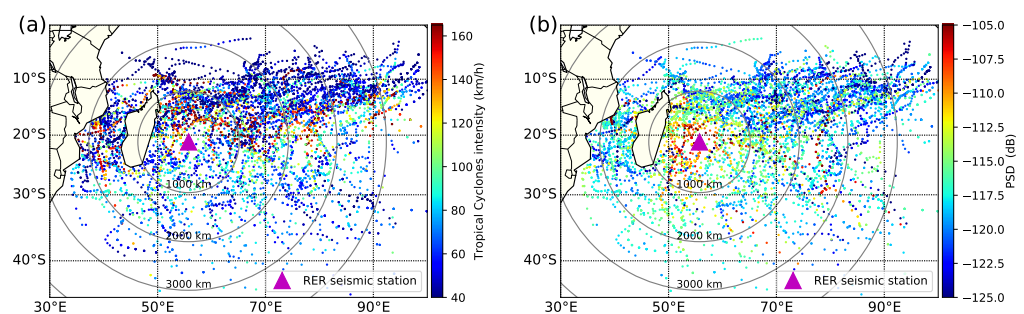 (a)
10°S
20°S
30°S
40°S
30°E
50°E
70°E
90°E
1000 km
2000 km
3000 km
RER seismic station
160
140
120
100
80
60
40
Tropical Cyclones intensity (km/h)
(b)
10°S
20°S
30°S
40°S
30°E
50°E
70°E
90°E
1000 km
2000 km
3000 km
RER seismic station
−105.0
−107.5
−110.0
−112.5
−115.0
−117.5
−120.0
−122.5
−125.0
PSD (dB)